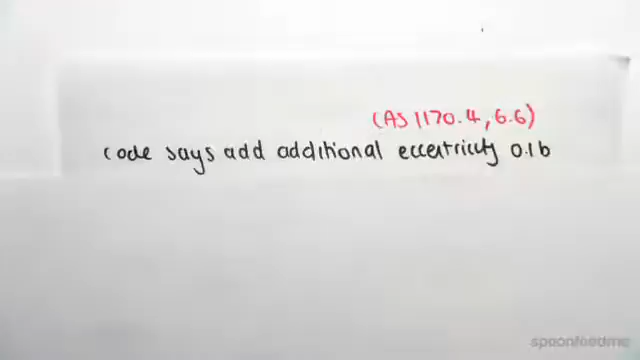 (AS 1170.4, 6.6)
code says add additional eccentricity 0.1b
spoonfeedme